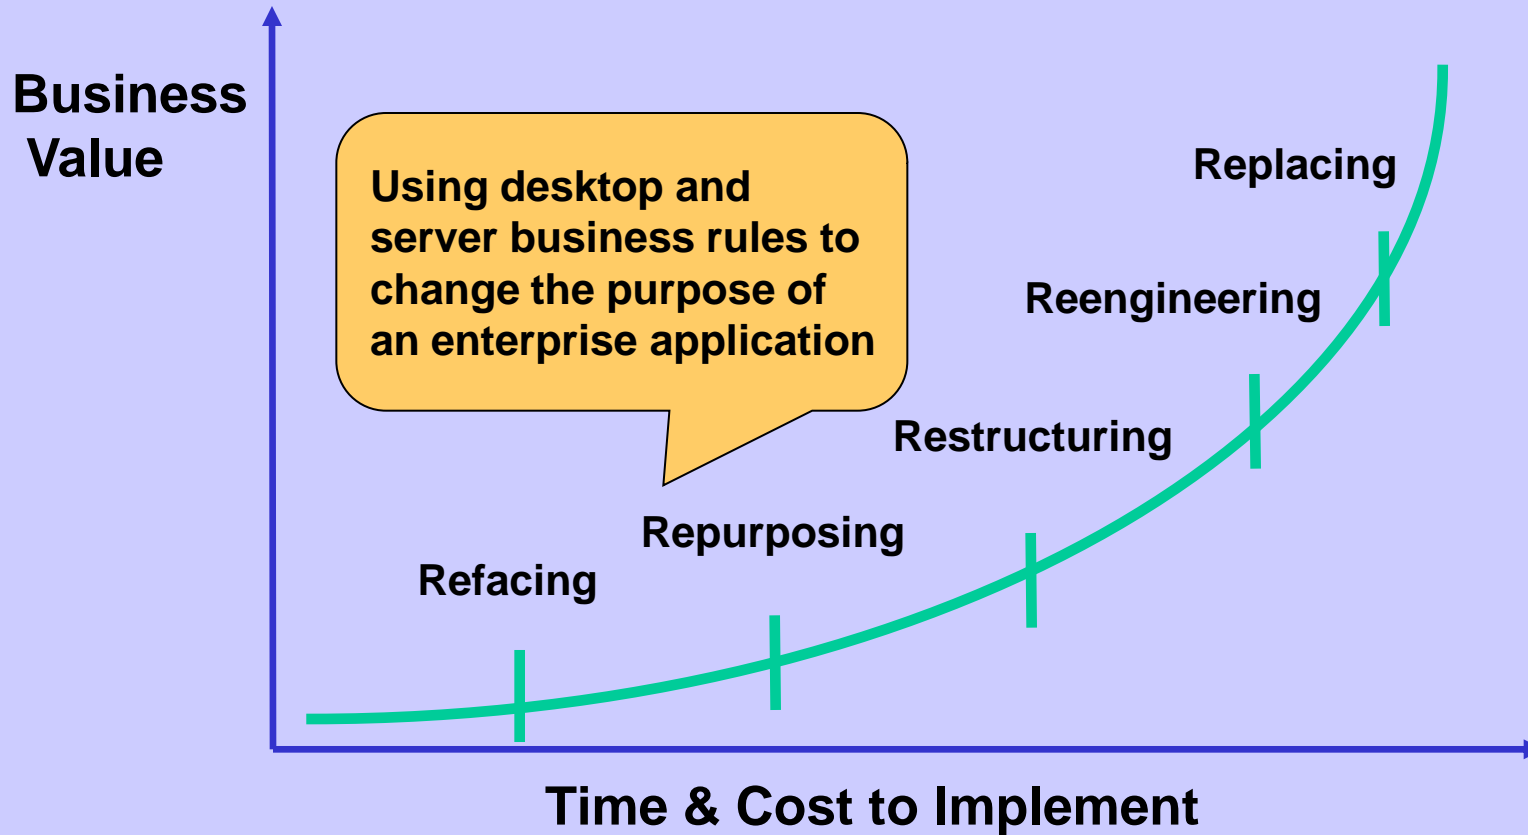 Business
Value
Using desktop and
server business rules to
change the purpose of
an enterprise application
Replacing
Reengineering
Restructuring
Repurposing
Refacing
Time & Cost to Implement